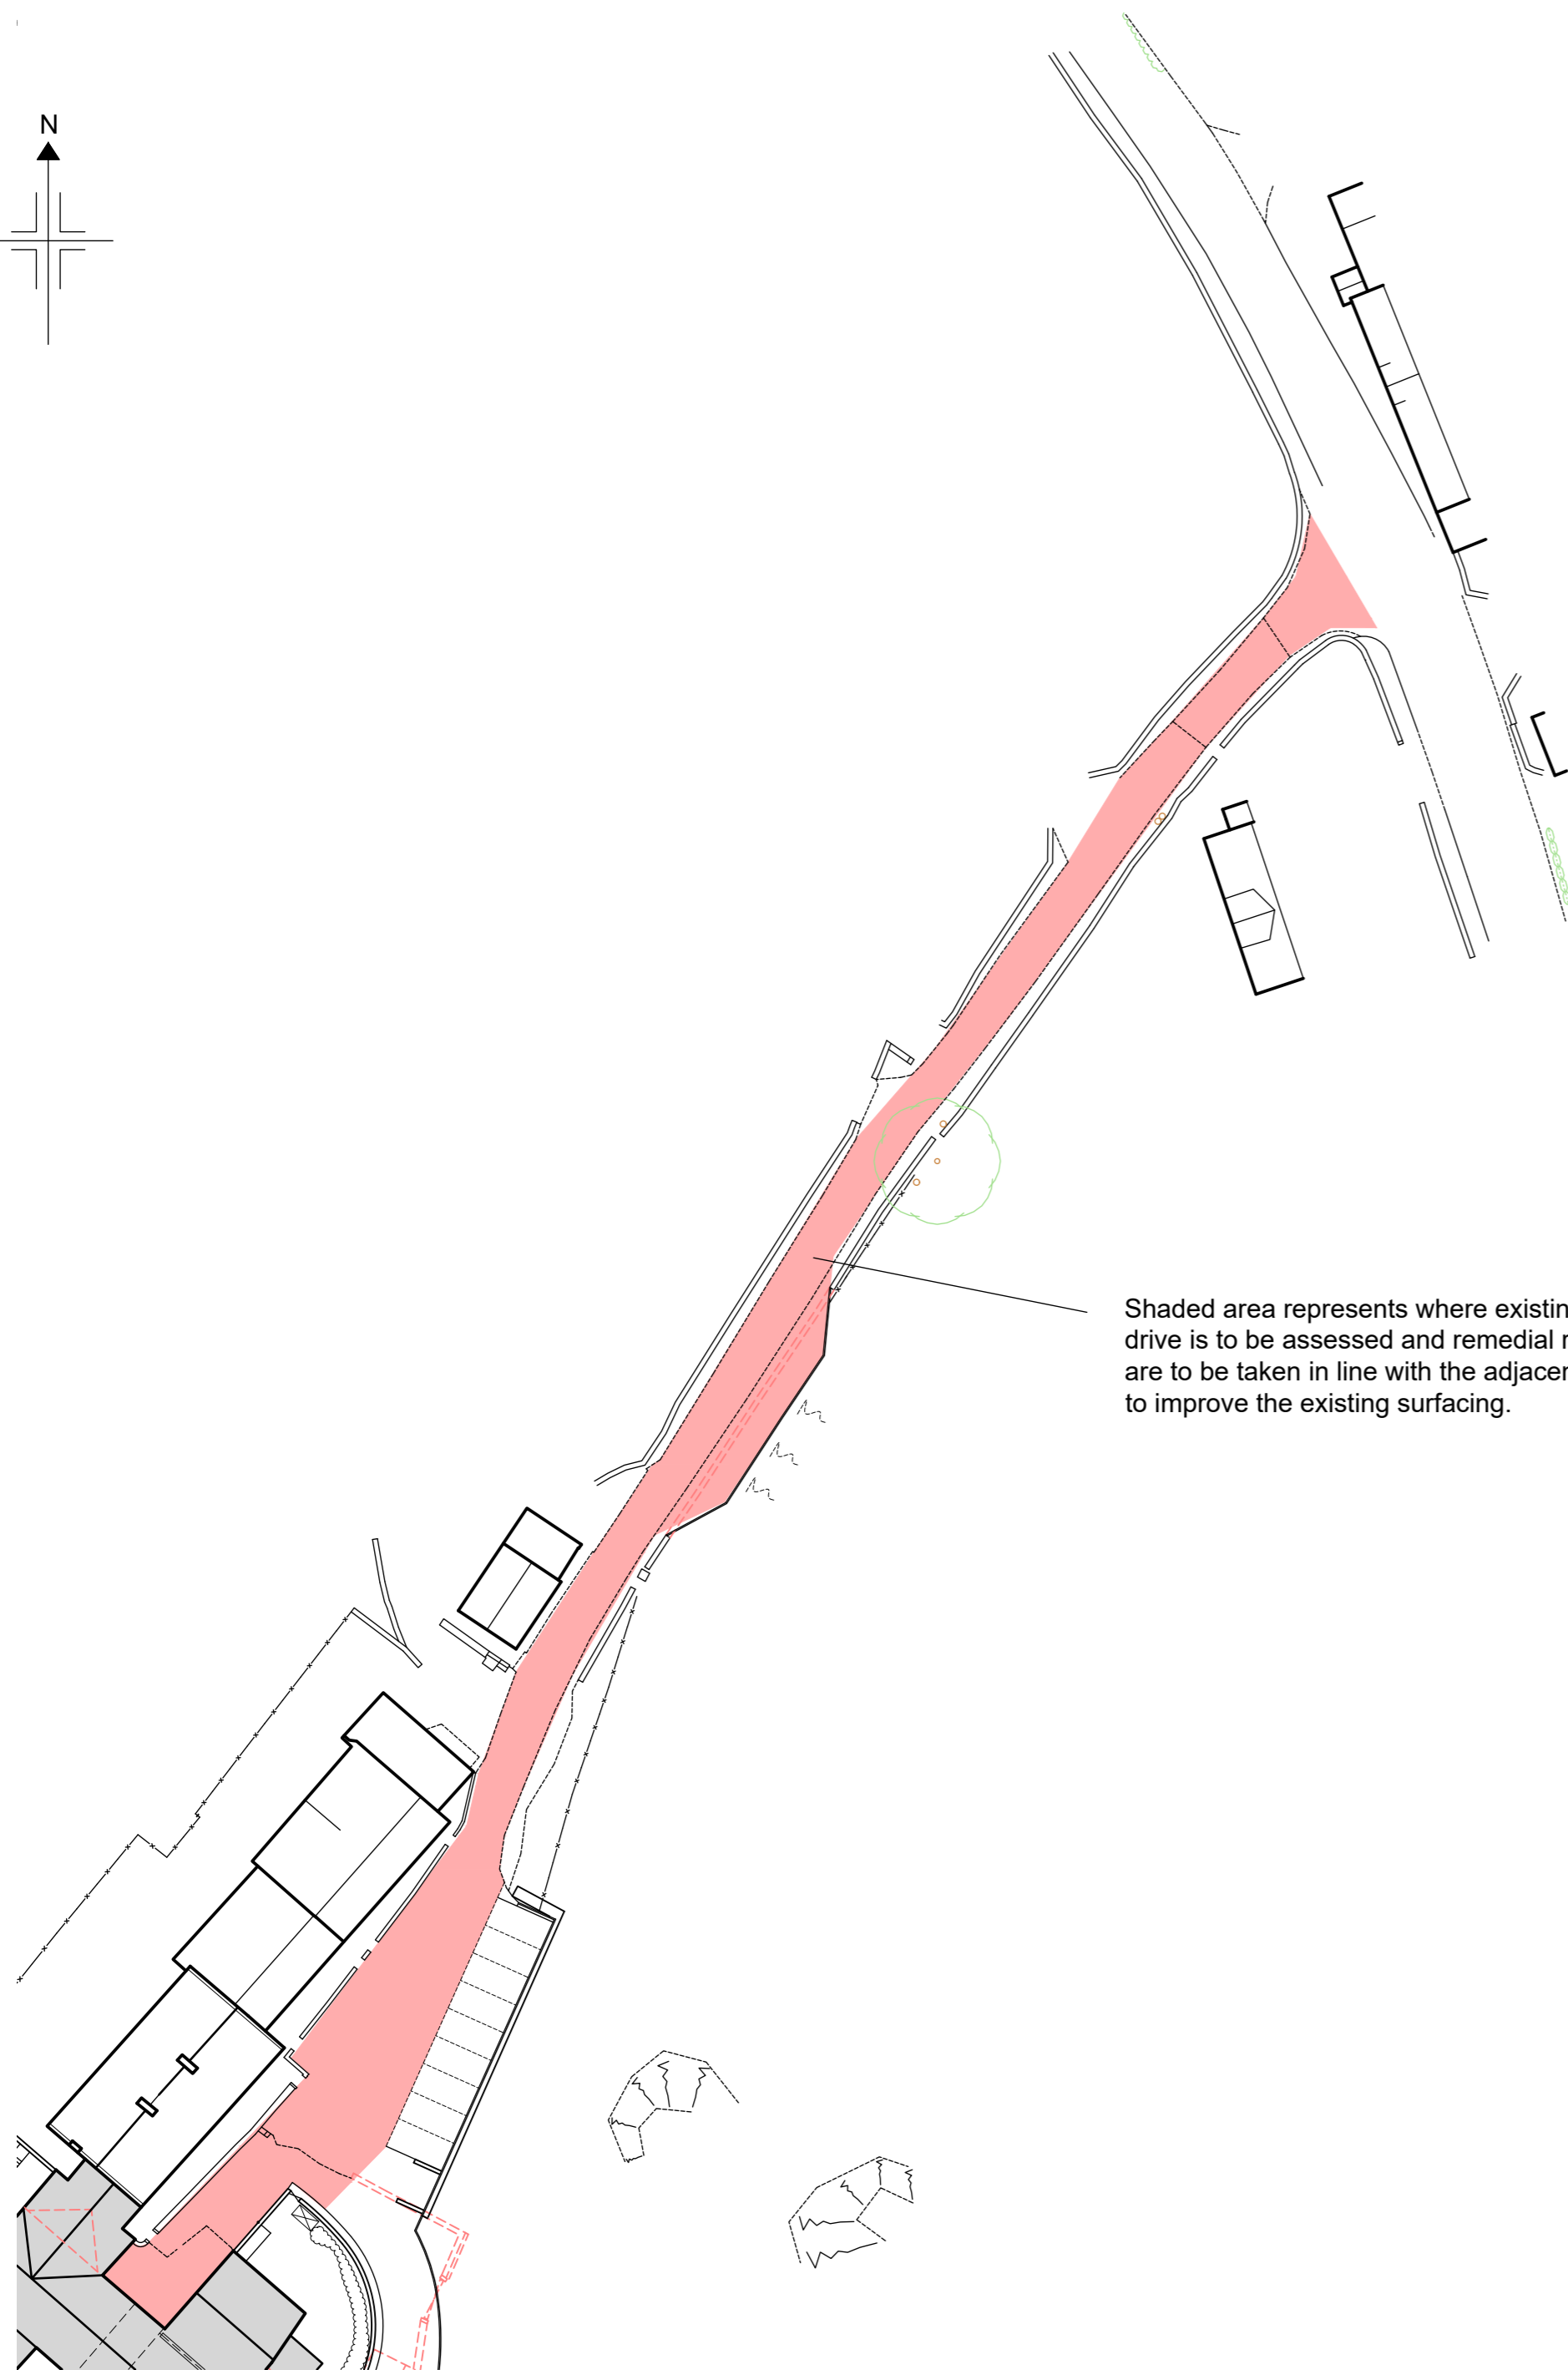 N
Shaded area represents where existin
drive is to be assessed and remedial
are to be taken in line with the adjacen
to improve the existing surfacing.